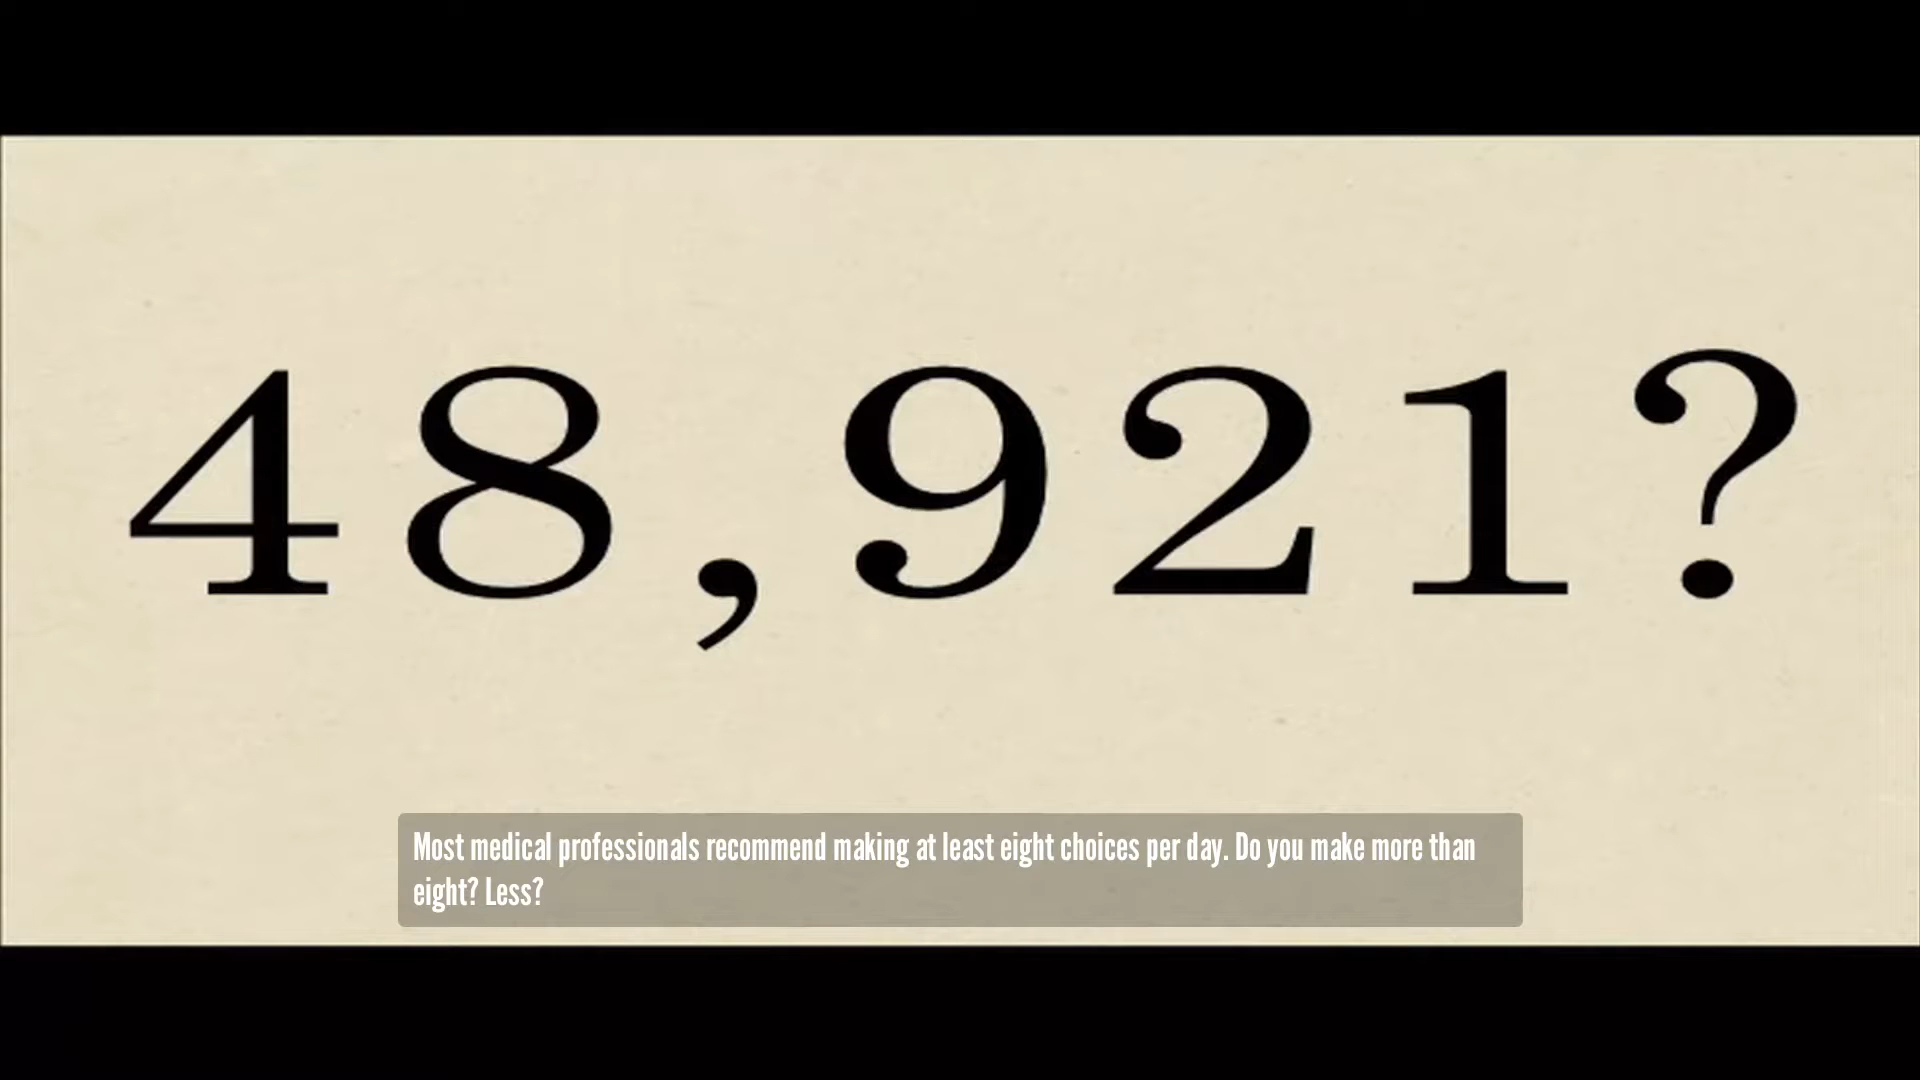 48,921?
Most medical professionals recommend making at least eight choices per day. Do you make more than
eight? Less?